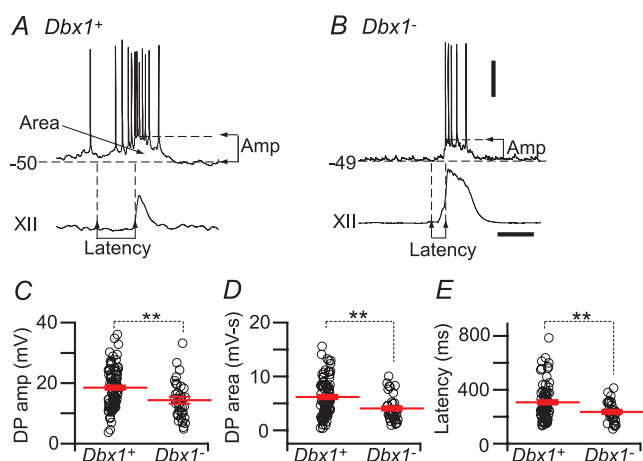 A Dbx1+
B Dbx1-
Area
Amp
-50
XII
Latency
Amp
-49
Latency
C
DP amp (mV)
40
20
0
**
Dbx1+ Dbx1-
D
DP area (mV-s)
20
10
0
**
Dbx1+ Dbx1-
E
Latency (ms)
800
400
0
**
Dbx1+ Dbx1-